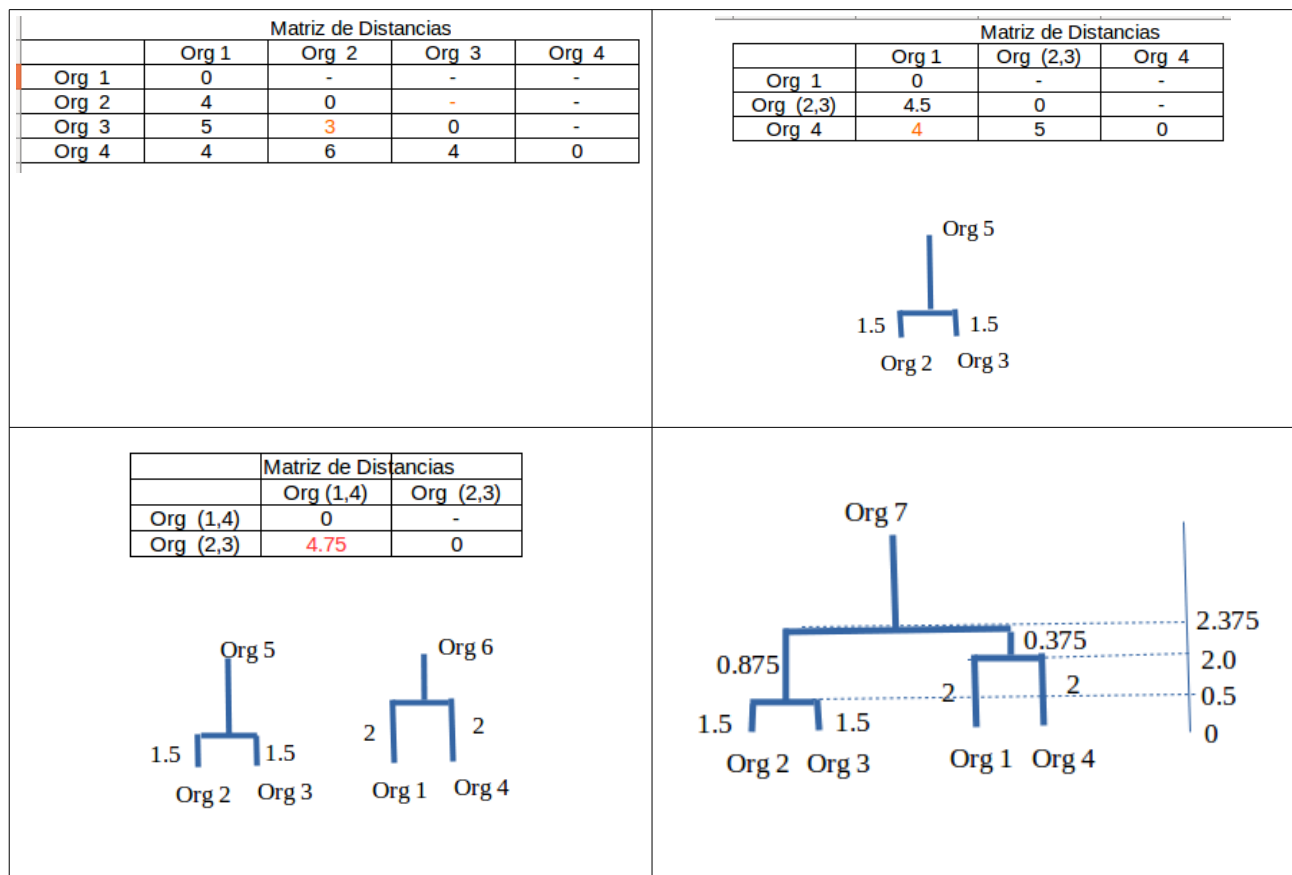 Matriz de Distancias
Org 1 Org 2 Org 3 Org 4
Org 1 0 - - -
Org 2 4 0 - -
Org 3 5 3 0 -
Org 4 4 6 4 0
Matriz de Distancias
Org 1 Org (2,3) Org 4
Org 1 0 - -
Org (2,3) 4.5 0 -
Org 4 4 5 0
Org 5
1.5 1.5
Org 2 Org 3
Matriz de Distancias
Org (1,4) Org (2,3)
Org (1,4) 0 -
Org (2,3) 4.75 0
Org 5 Org 6
1.5 1.5 2 2
Org 2 Org 3 Org 1 Org 4
Org 7
2.375
0.875 0.375 2.0
2 2 0.5
1.5 1.5 0
Org 2 Org 3 Org 1 Org 4